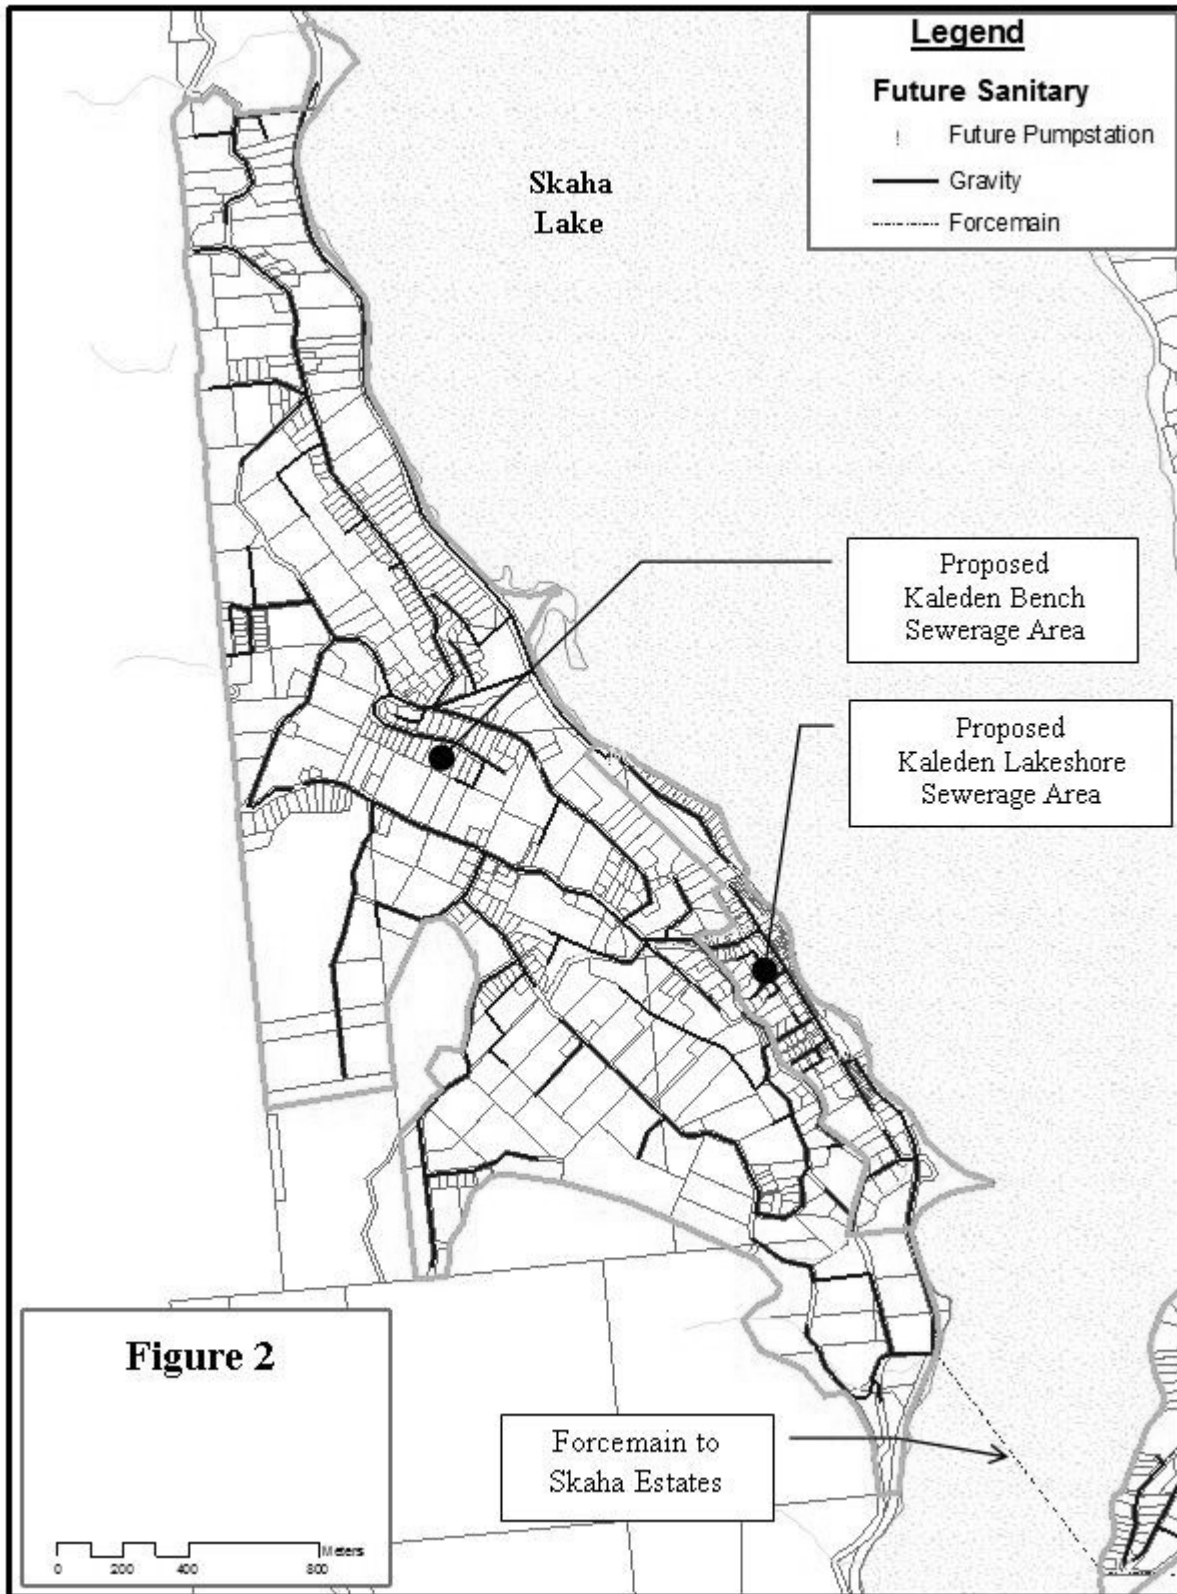 Legend
Future Sanitary
Future Pumpstation
Gravity
Forcemain
Skaha
Lake
Proposed
Kaleden Bench
Sewerage Area
Proposed
Kaleden Lakeshore
Sewerage Area
Figure 2
Forcemain to
Skaha Estates
Meters
0 200 400 800